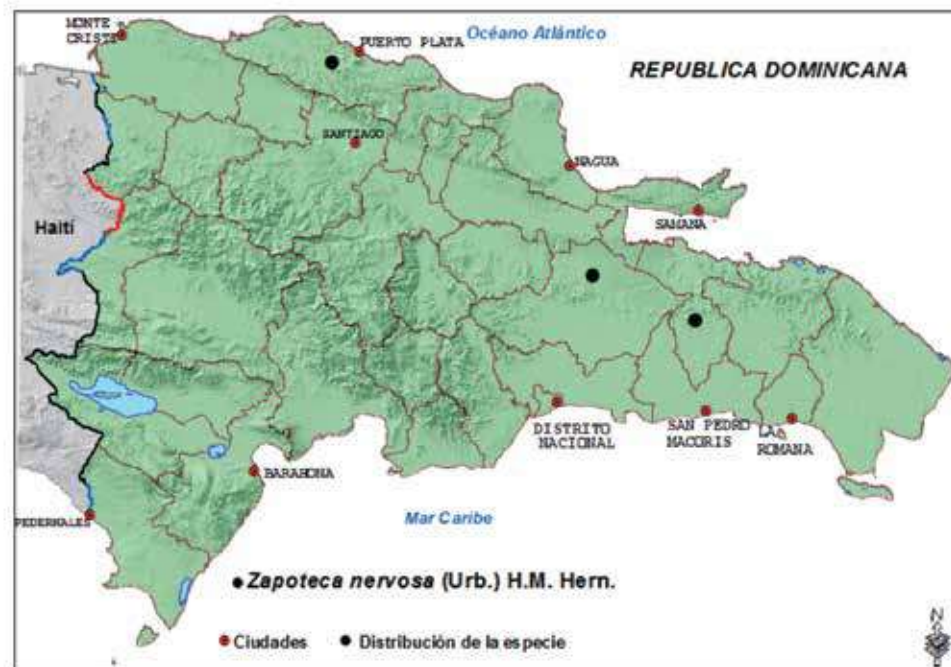 MONTE
CRISTI
PUERTO PLATA
Océano Atlántico
REPUBLICA DOMINICANA
SANTIAGO
NAGUA
SAMANA
Haití
DISTRITO
NACIONAL
SAN PEDRO
MACORIS
LA
ROMANA
BARAHONA
PEDERNALES
Mar Caribe
Zapoteca nervosa (Urb.) H.M. Hern.
Ciudades
Distribución de la especie